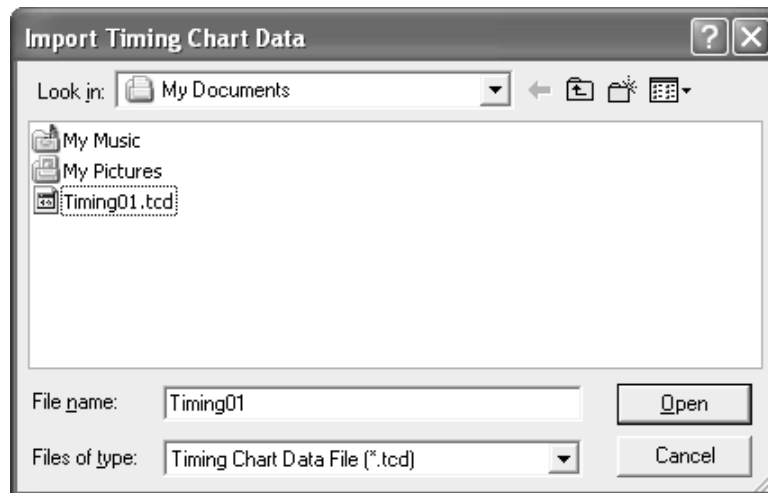 Import Timing Chart Data
Look in: My Documents
My Music
My Pictures
Timing01.tcd
File name: Timing01 Open
Files of type: Timing Chart Data File (*.tcd) Cancel